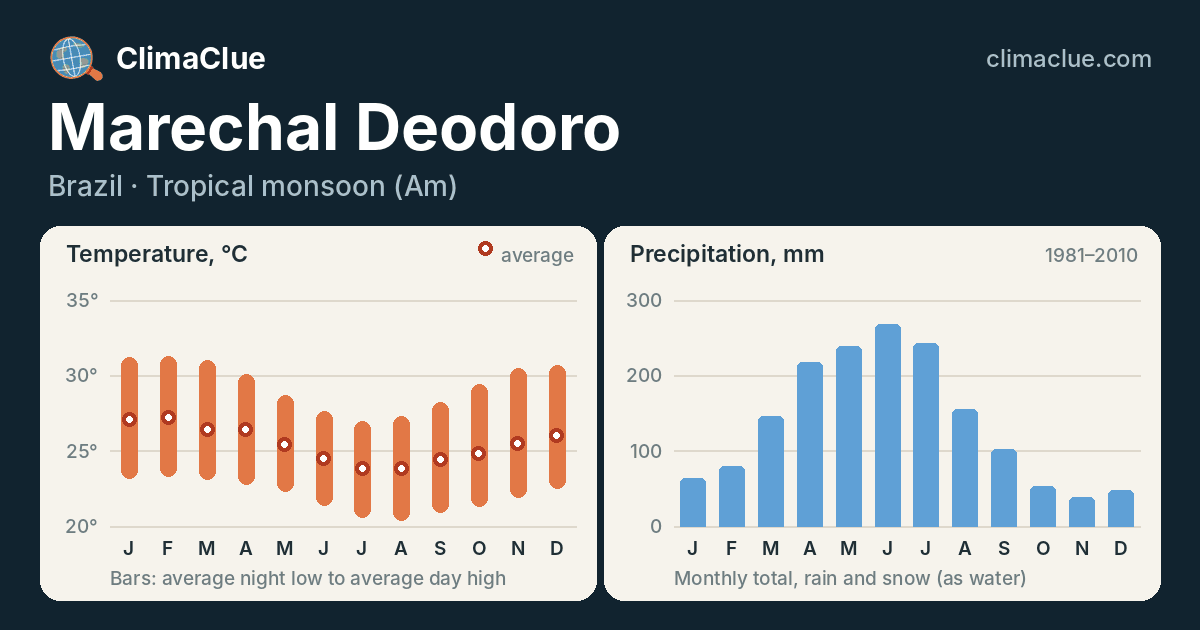 ClimaClue
climaclue.com
Marechal Deodoro
Brazil · Tropical monsoon (Am)
Temperature, °C
average
35°
30°
25°
20°
J F M A M J J A S O N D
Bars: average night low to average day high
Precipitation, mm
1981–2010
300
200
100
0
J F M A M J J A S O N D
Monthly total, rain and snow (as water)